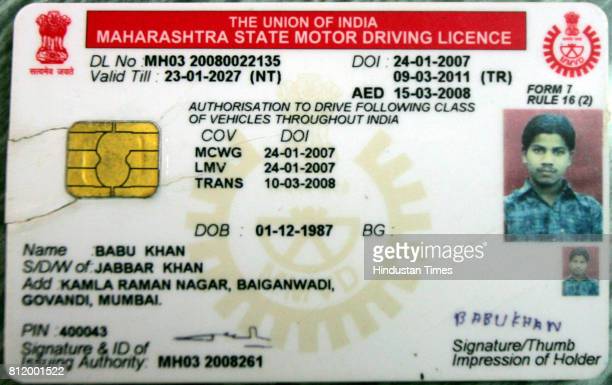 THE UNION OF INDIA
MAHARASHTRA STATE MOTOR DRIVING LICENCE
सत्यमेव जयते
DL No :MH03 20080022135 DOI : 24-01-2007
Valid Till : 23-01-2027 (NT) 09-03-2011 (TR)
AED 15-03-2008
FORM 7
RULE 16 (2)
AUTHORISATION TO DRIVE FOLLOWING CLASS
OF VEHICLES THROUGHOUT INDIA
COV DOI
MCWG 24-01-2007
LMV 24-01-2007
TRANS 10-03-2008
DOB : 01-12-1987 BG :
Name : BABU KHAN
S/D/W of :JABBAR KHAN
Add :KAMLA RAMAN NAGAR, BAIGANWADI,
GOVANDI, MUMBAI.
PIN :400043
Signature & ID of
Issuing Authority: MH03 2008261
BABUKHAN
Signature/Thumb
Impression of Holder
gettyimages
Hindustan Times
812001522